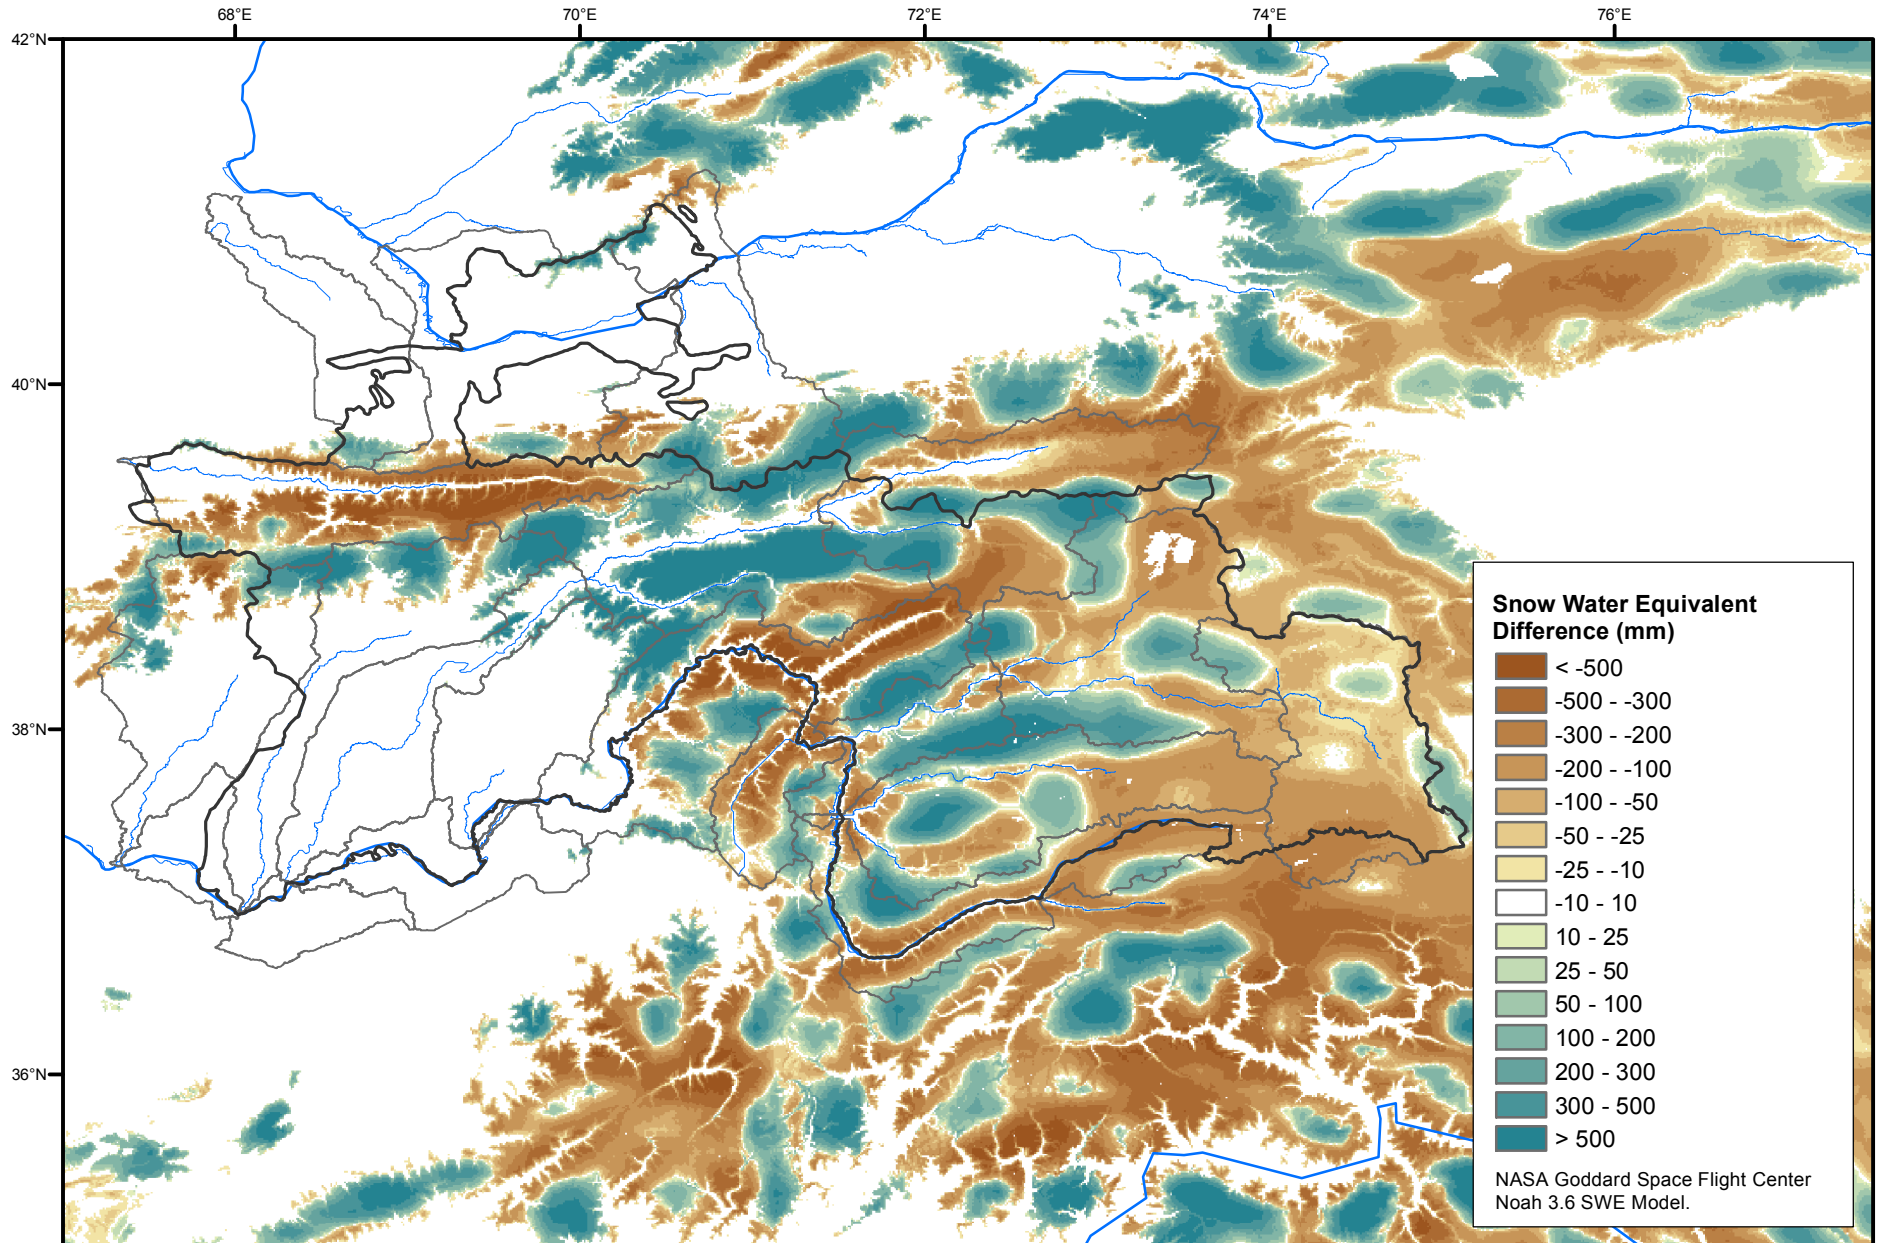 68°E 70°E 72°E 74°E 76°E
42°N
40°N
38°N
36°N
Snow Water Equivalent
Difference (mm)
< -500
-500 - -300
-300 - -200
-200 - -100
-100 - -50
-50 - -25
-25 - -10
-10 - 10
10 - 25
25 - 50
50 - 100
100 - 200
200 - 300
300 - 500
> 500
NASA Goddard Space Flight Center
Noah 3.6 SWE Model.